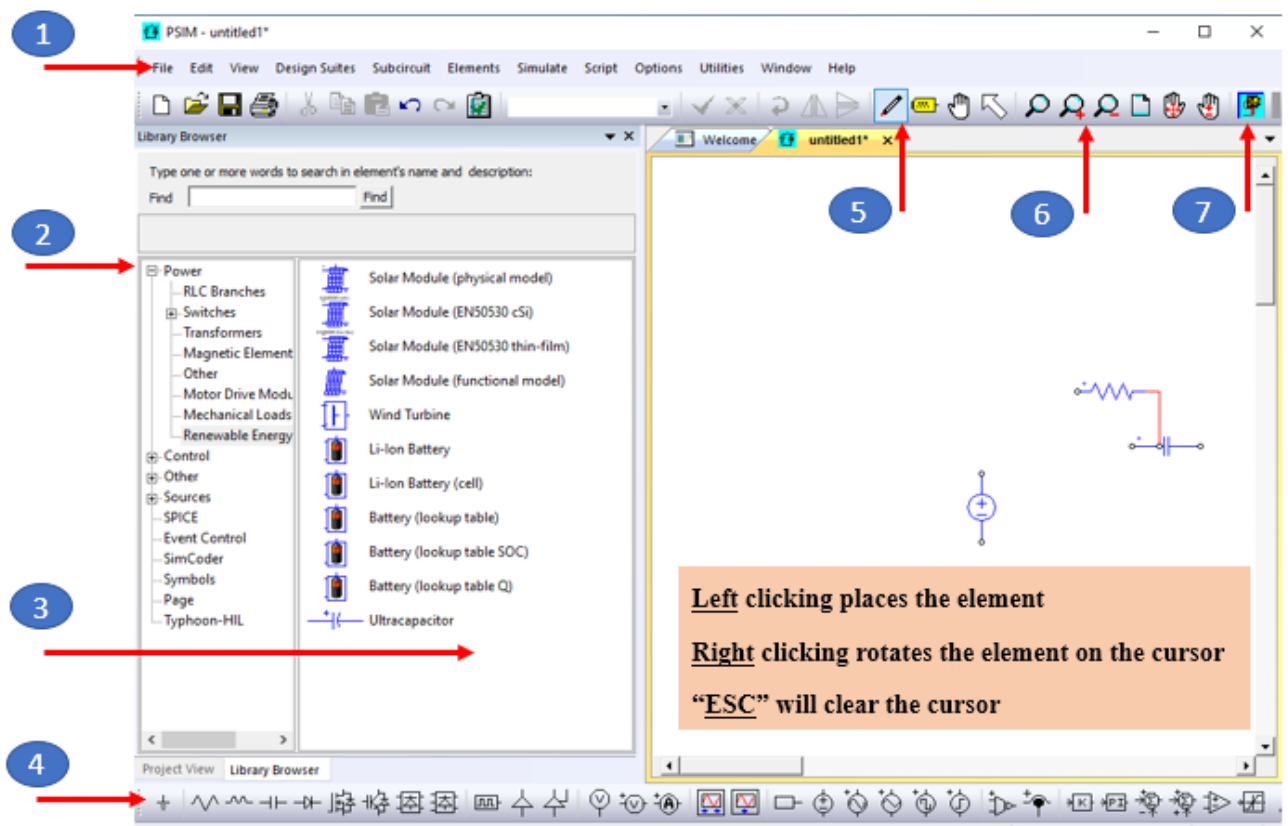 1
PSIM - untitled1*
File Edit View Design Suites Subcircuit Elements Simulate Script Options Utilities Window Help
Library Browser
Welcome untitled1*
Type one or more words to search in element's name and description:
Find Find
5
6
7
2
Power
RLC Branches
Switches
Transformers
Magnetic Element
Other
Motor Drive Modu
Mechanical Loads
Renewable Energy
Control
Other
Sources
SPICE
Event Control
SimCoder
Symbols
Page
Typhoon-HIL
Solar Module (physical model)
Solar Module (EN50530 cSi)
Solar Module (EN50530 thin-film)
Solar Module (functional model)
Wind Turbine
Li-Ion Battery
Li-Ion Battery (cell)
Battery (lookup table)
Battery (lookup table SOC)
Battery (lookup table Q)
Ultracapacitor
3
Left clicking places the element
Right clicking rotates the element on the cursor
“ESC” will clear the cursor
Project View Library Browser
4
V V A K PI